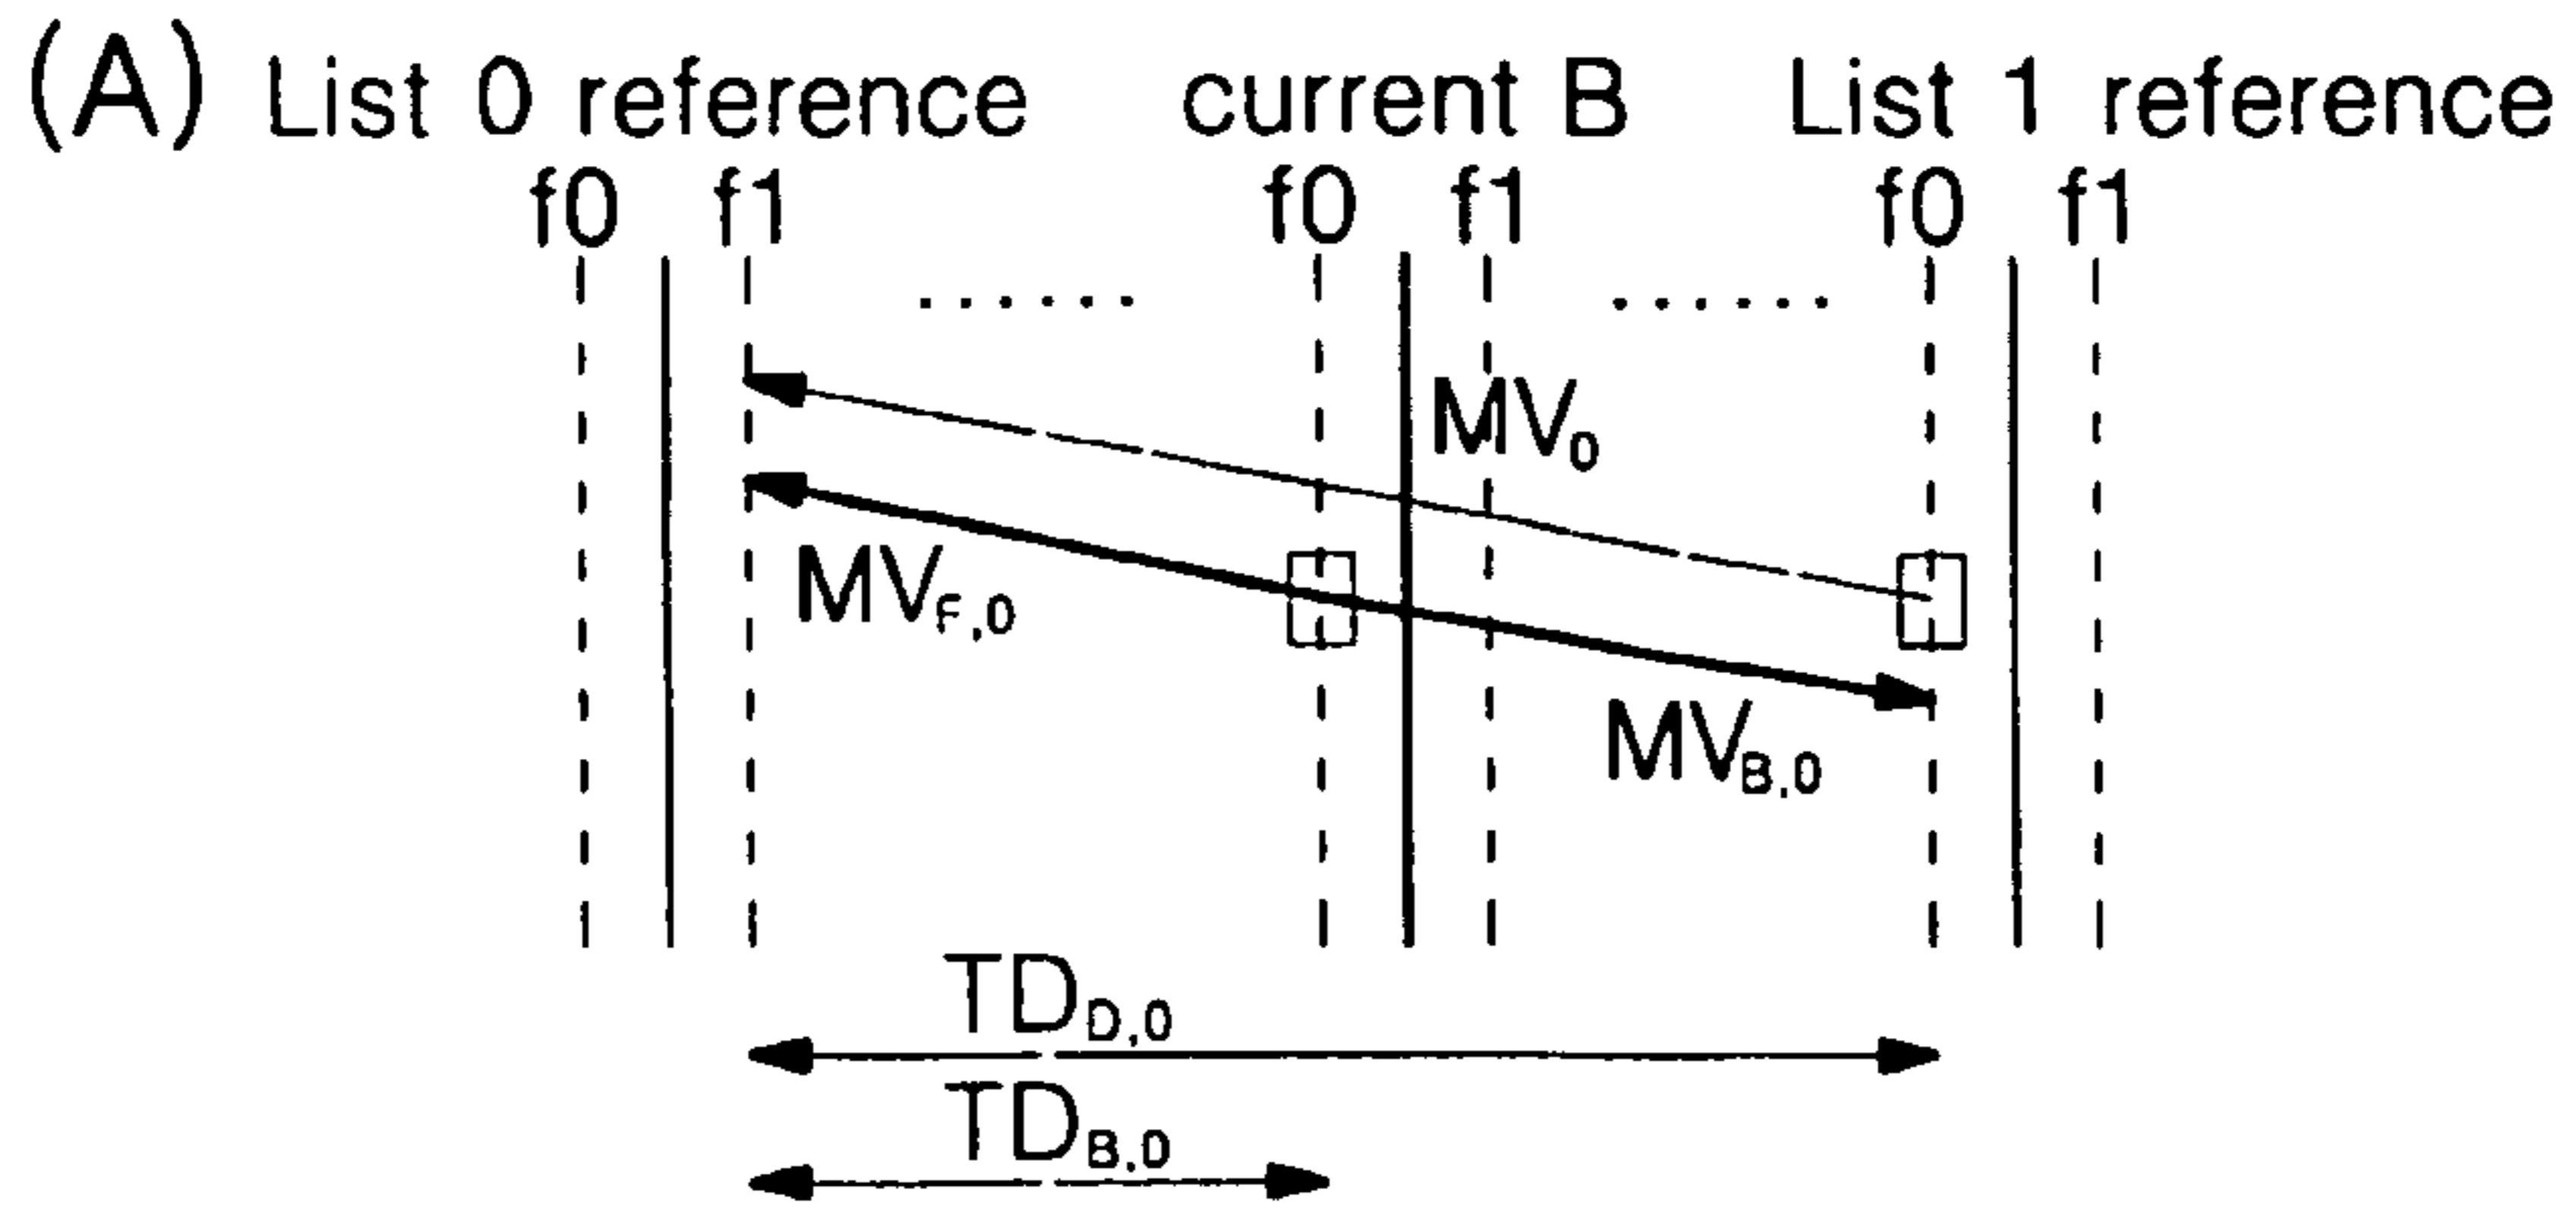 (A) List 0 reference current B List 1 reference
f0 f1 f0 f1 f0 f1
MV0
MVF,0
MVB,0
TDD,0
TDB,0